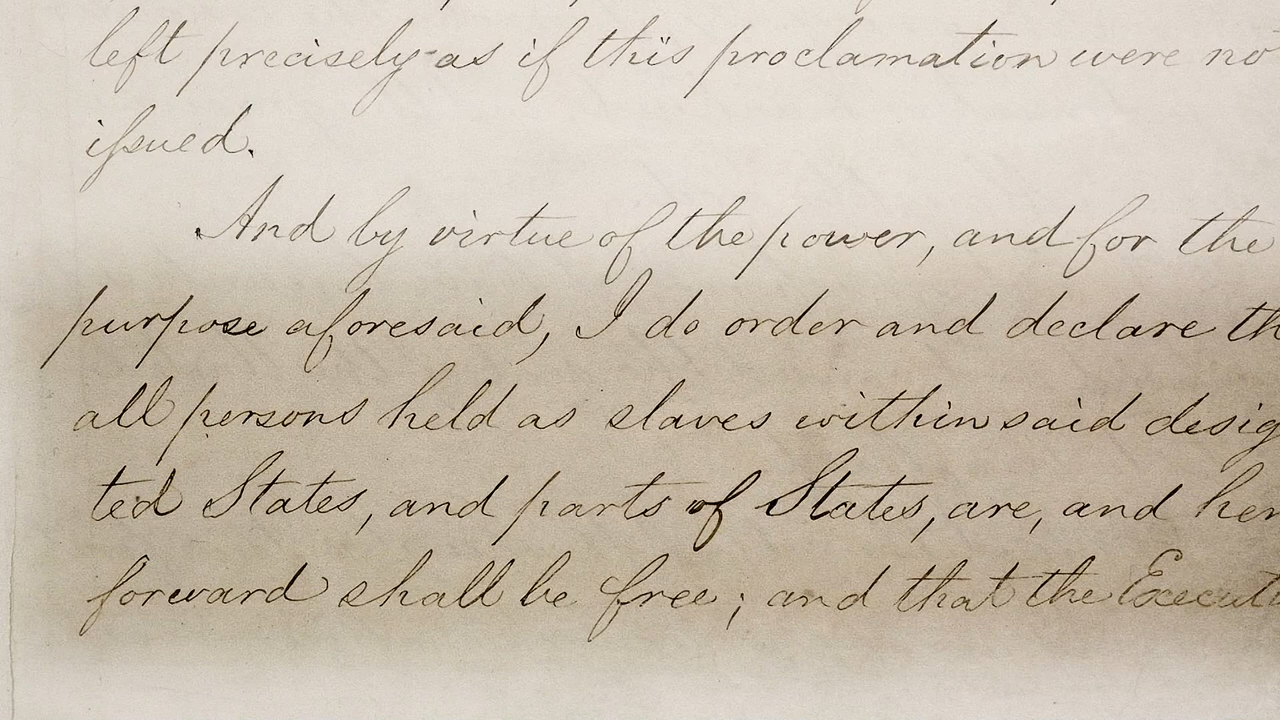 left precisely as if this proclamation were no
issued.
And by virtue of the power, and for the
purpose aforesaid, I do order and declare th
all persons held as slaves within said desig
ted States, and parts of States, are, and hen
forward shall be free; and that the Executi